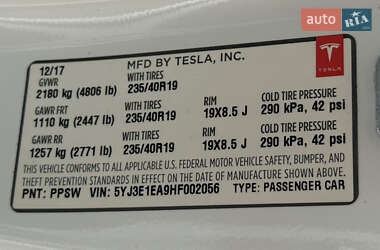 auto RIA
12/17 MFD BY TESLA, INC.
TESLA
GVWR WITH TIRES
2180 kg (4806 lb) 235/40R19
GAWR FRT WITH TIRES RIM COLD TIRE PRESSURE
1110 kg (2447 lb) 235/40R19 19X8.5 J 290 kPa, 42 psi
GAWR RR WITH TIRES RIM COLD TIRE PRESSURE
1257 kg (2771 lb) 235/40R19 19X8.5 J 290 kPa, 42 psi
THIS VEHICLE CONFORMS TO ALL APPLICABLE U.S. FEDERAL MOTOR VEHICLE SAFETY, BUMPER, AND
THEFT PREVENTION STANDARDS IN EFFECT ON THE DATE OF MANUFACTURE SHOWN ABOVE.
PNT: PPSW VIN: 5YJ3E1EA9HF002056 TYPE: PASSENGER CAR